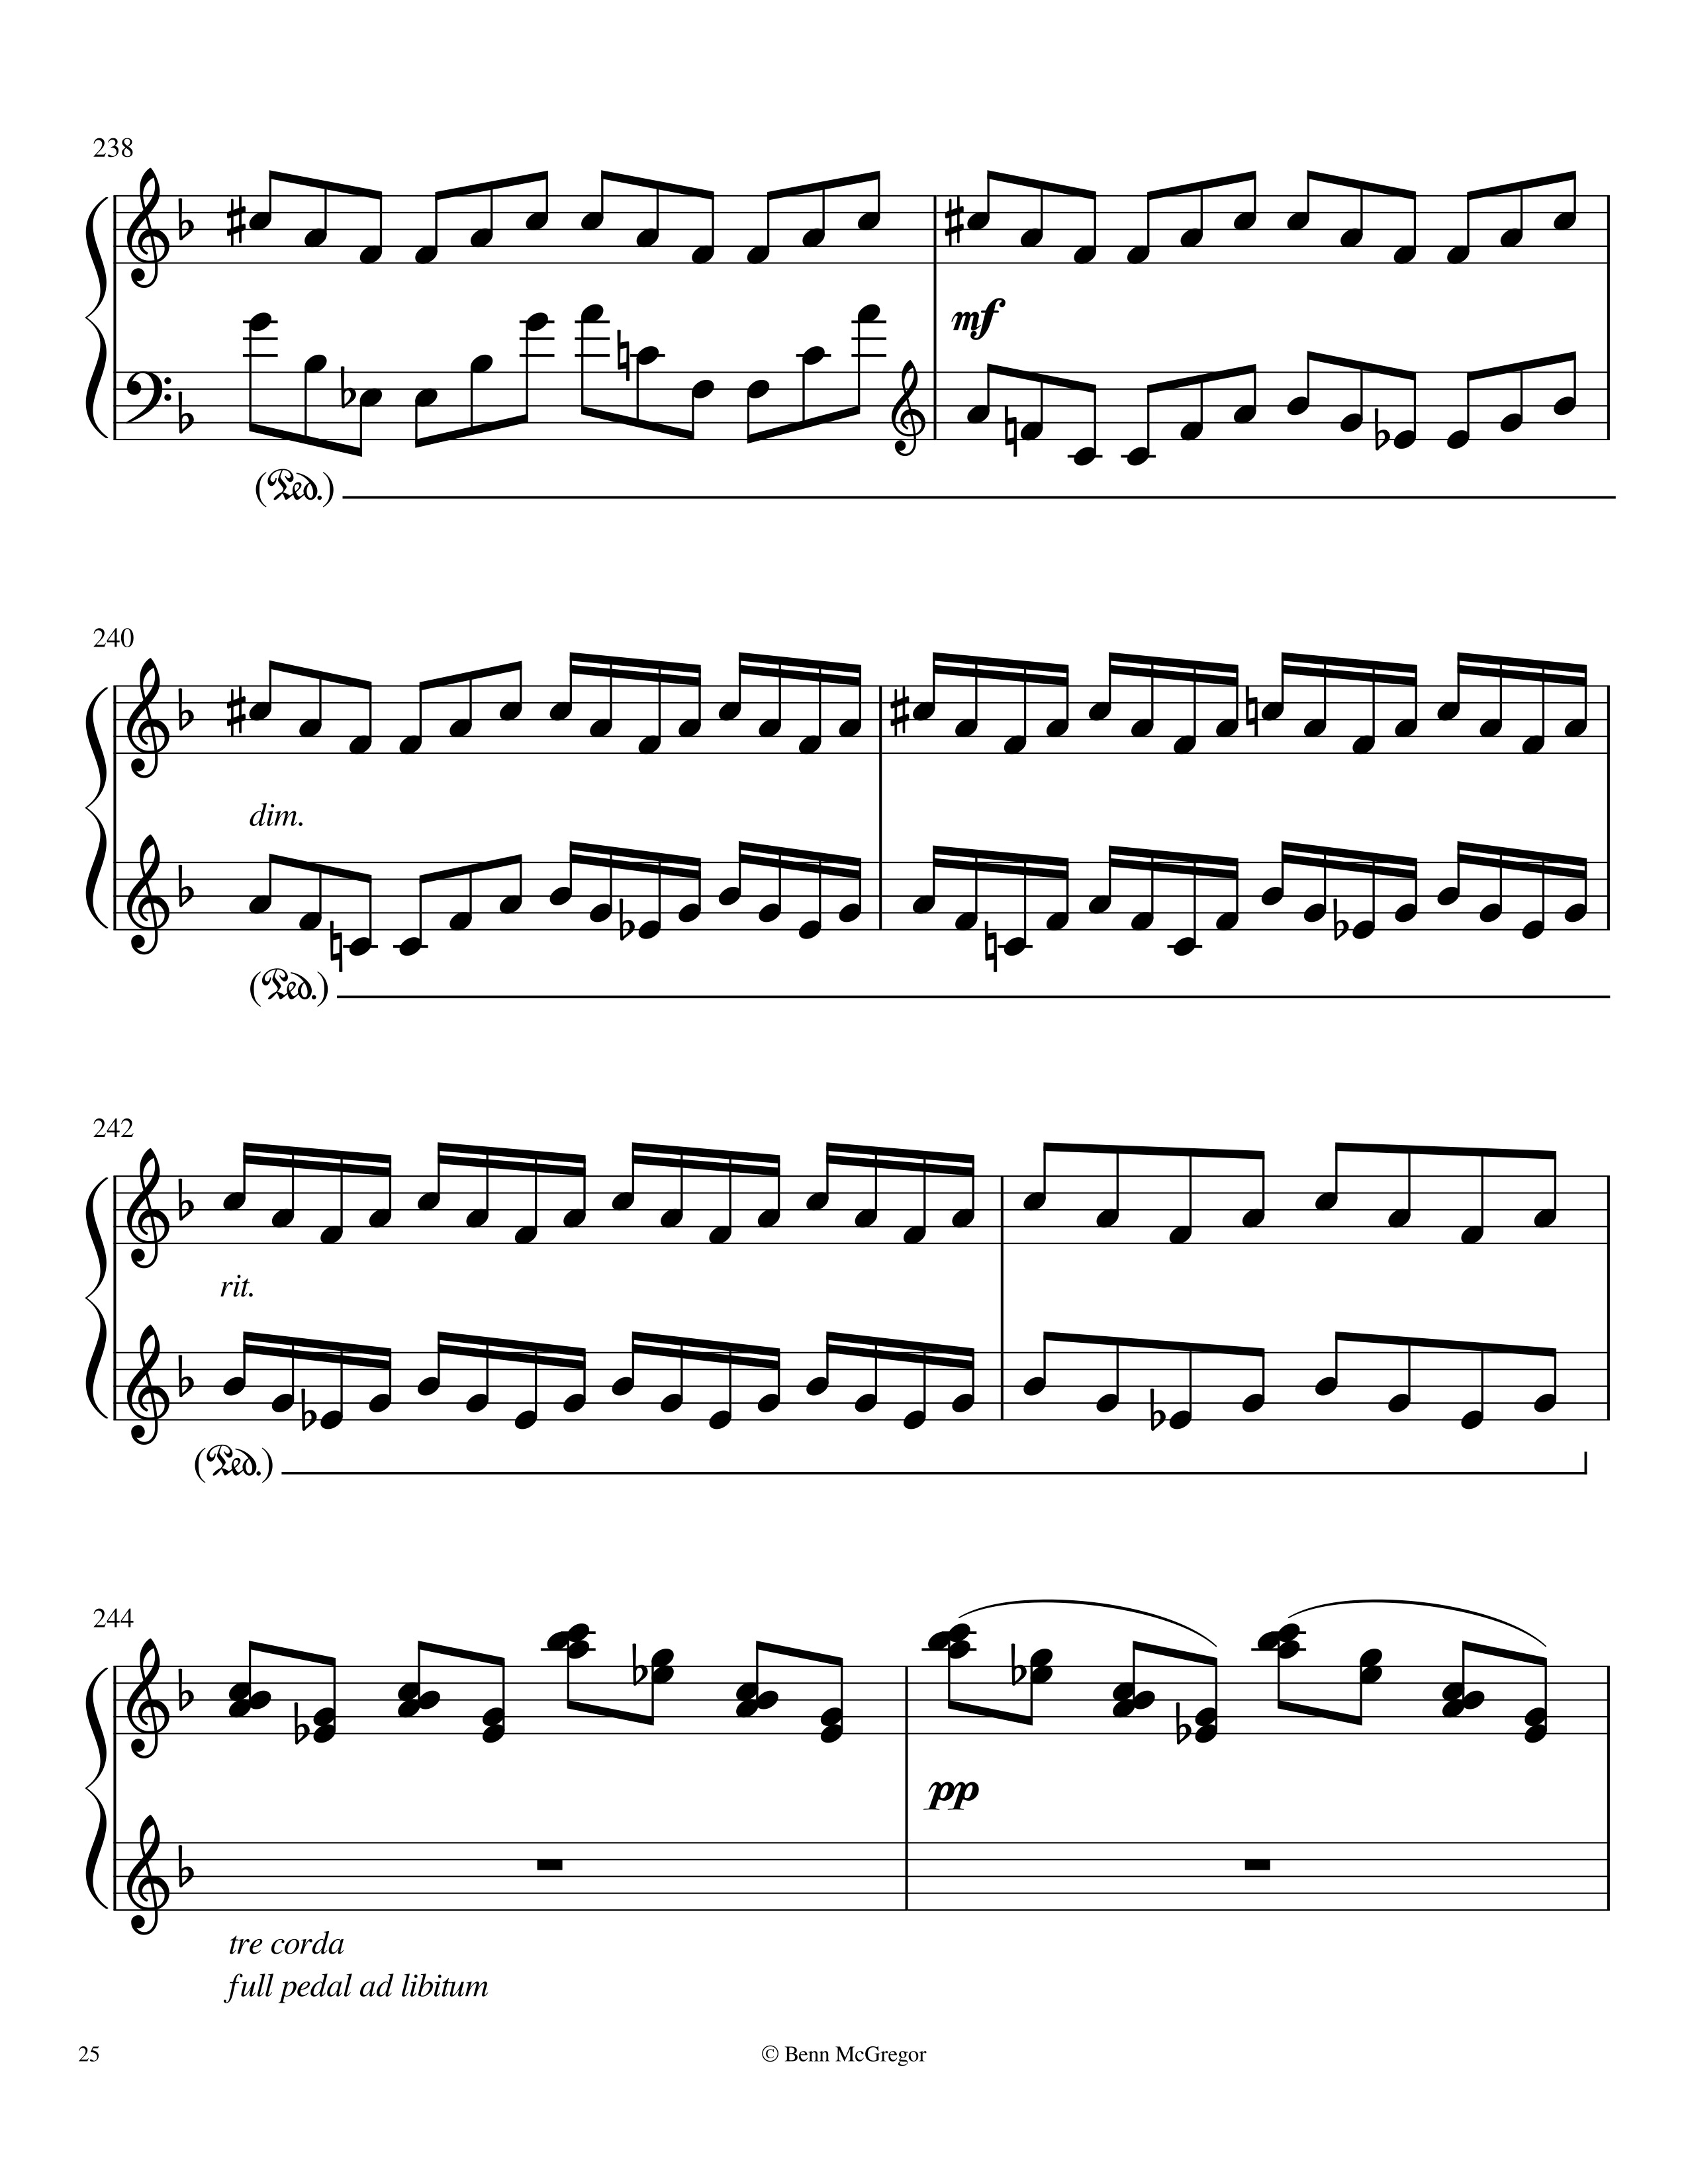 238
mf
(Ped.)
240
dim.
(Ped.)
242
rit.
(Ped.)
244
pp
tre corda
full pedal ad libitum
25
© Benn McGregor